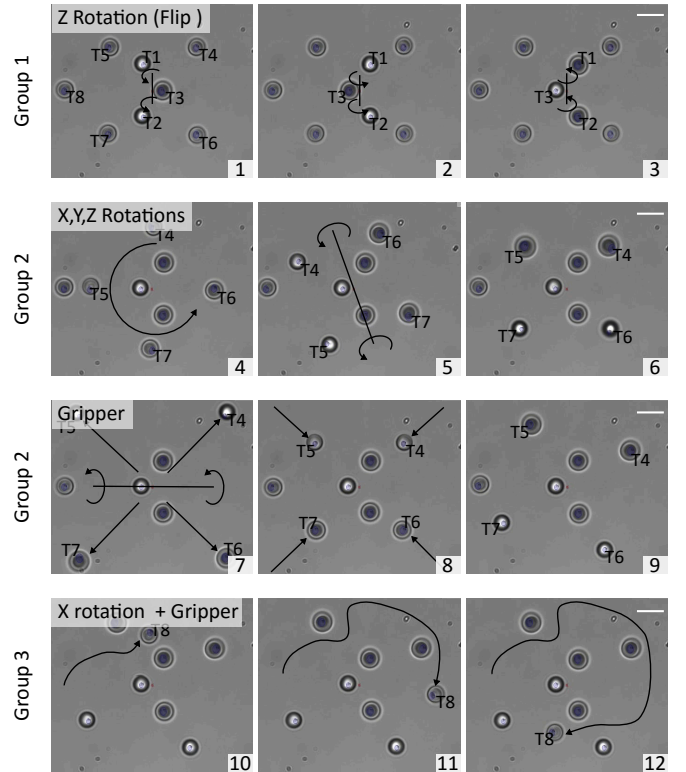 Group 1
Z Rotation (Flip )
T5 T1 T4
T8 T3
T2
T7 T6
1
T1
T3
T2
2
T1
T3
T2
3
Group 2
X,Y,Z Rotations
T4
T5 T6
T7
4
T6
T4
T7
T5
5
T5 T4
T7 T6
6
Group 2
Gripper
T5 T4
T7 T6
7
T5 T4
T7 T6
8
T5
T4
T7
T6
9
Group 3
X rotation + Gripper
T8
10
T8
11
T8
12